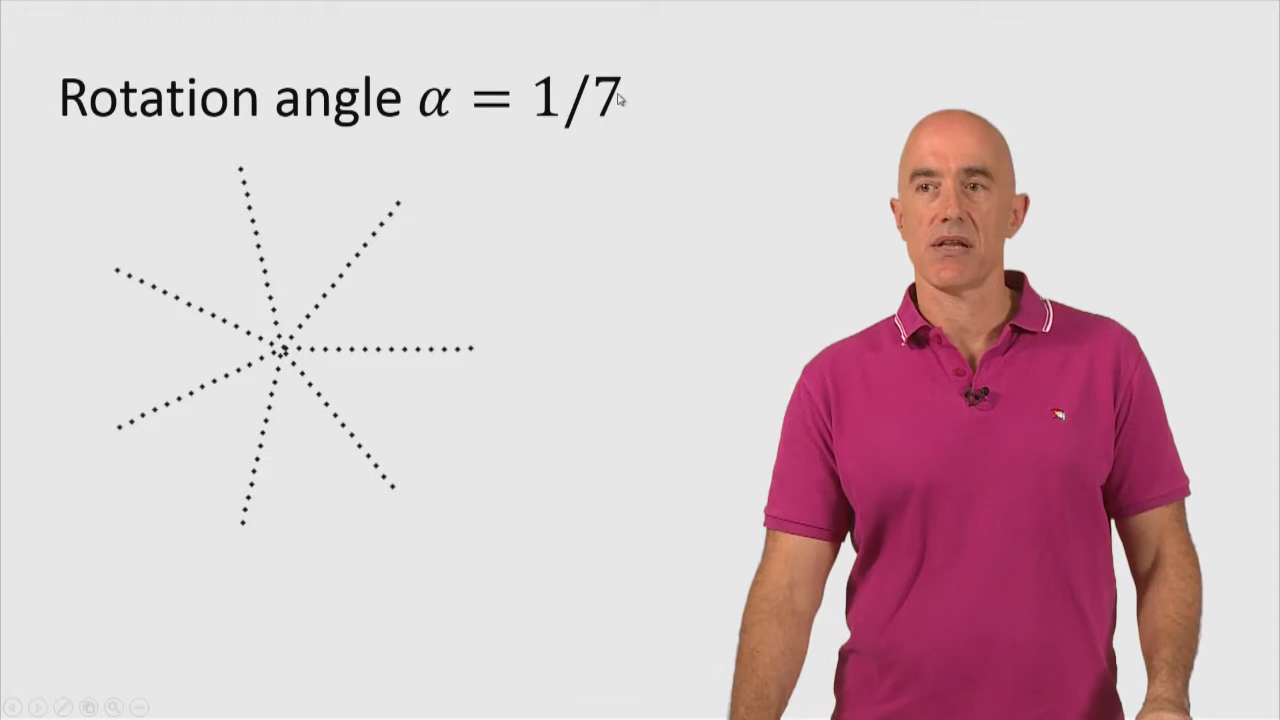 Rotation angle 𝛼 = 1/7